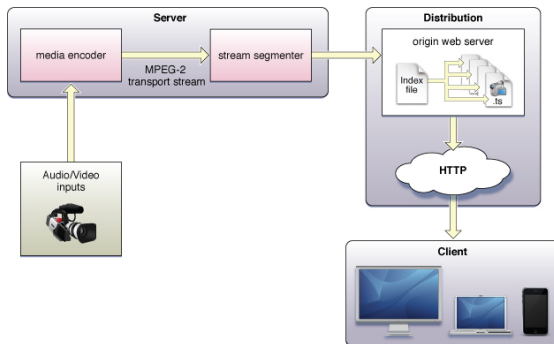 Server
media encoder
MPEG-2
transport stream
stream segmenter
Audio/Video
inputs
Distribution
origin web server
Index
file
.ts
HTTP
Client